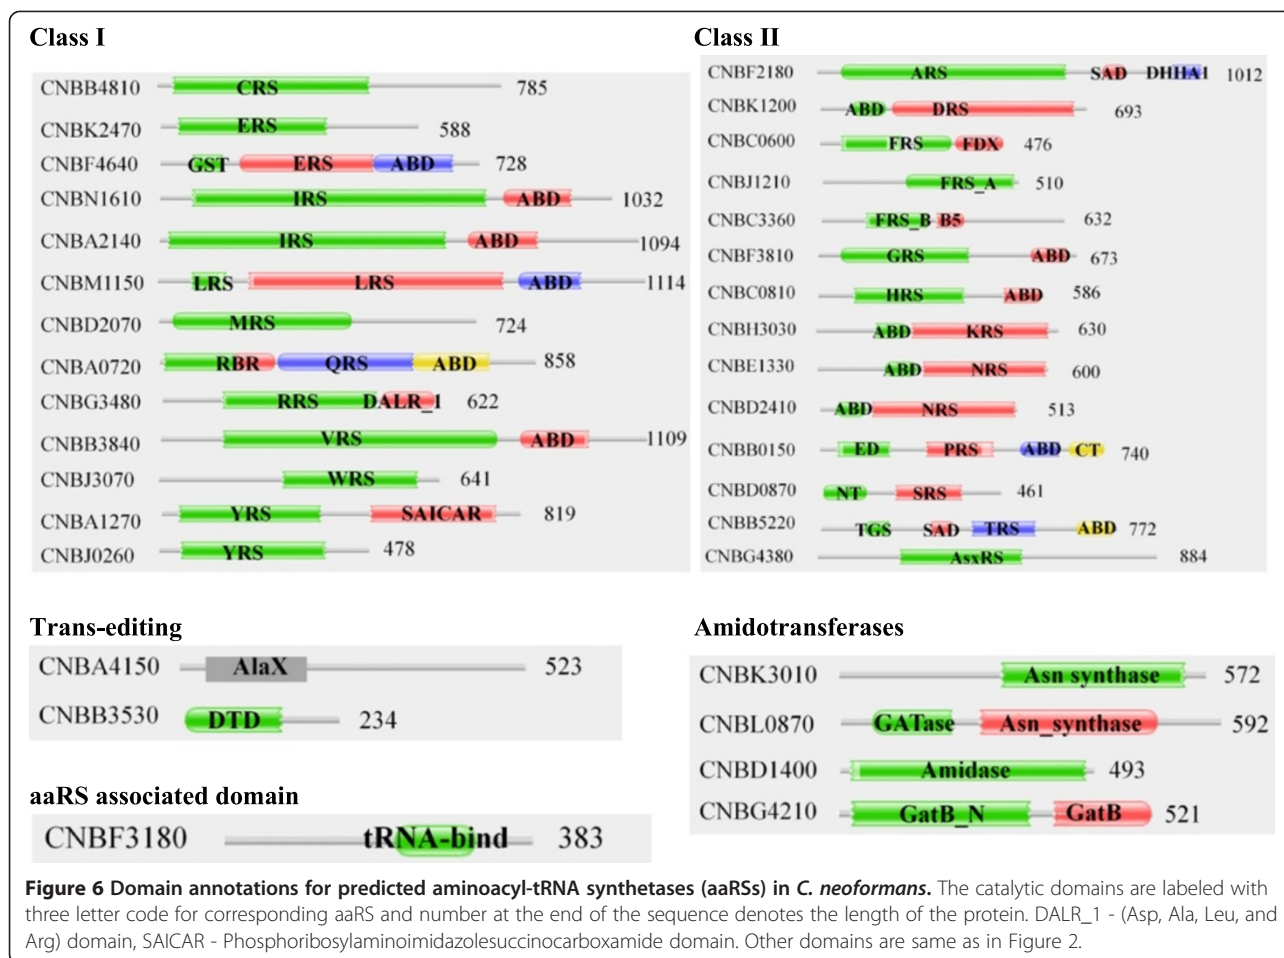 Class I
CNBB4810 CRS 785
CNBK2470 ERS 588
CNBF4640 GST ERS ABD 728
CNBN1610 IRS ABD 1032
CNBA2140 IRS ABD 1094
CNBM1150 LRS LRS ABD 1114
CNBD2070 MRS 724
CNBA0720 RBR QRS ABD 858
CNBG3480 RRS DALR_1 622
CNBB3840 VRS ABD 1109
CNBJ3070 WRS 641
CNBA1270 YRS SAICAR 819
CNBJ0260 YRS 478
Class II
CNBF2180 ARS SAD DHHA1 1012
CNBK1200 ABD DRS 693
CNBC0600 FRS FDX 476
CNBJ1210 FRS_A 510
CNBC3360 FRS_B B5 632
CNBF3810 GRS ABD 673
CNBC0810 HRS ABD 586
CNBH3030 ABD KRS 630
CNBE1330 ABD NRS 600
CNBD2410 ABD NRS 513
CNBB0150 ED PRS ABD CT 740
CNBD0870 NT SRS 461
CNBB5220 TGS SAD TRS ABD 772
CNBG4380 AsxRS 884
Trans-editing
CNBA4150 AlaX 523
CNBB3530 DTD 234
aaRS associated domain
CNBF3180 tRNA-bind 383
Amidotransferases
CNBK3010 Asn synthase 572
CNBL0870 GATase Asn_synthase 592
CNBD1400 Amidase 493
CNBG4210 GatB_N GatB 521
Figure 6 Domain annotations for predicted aminoacyl-tRNA synthetases (aaRSs) in C. neoformans. The catalytic domains are labeled with
three letter code for corresponding aaRS and number at the end of the sequence denotes the length of the protein. DALR_1 - (Asp, Ala, Leu, and
Arg) domain, SAICAR - Phosphoribosylaminoimidazolesuccinocarboxamide domain. Other domains are same as in Figure 2.